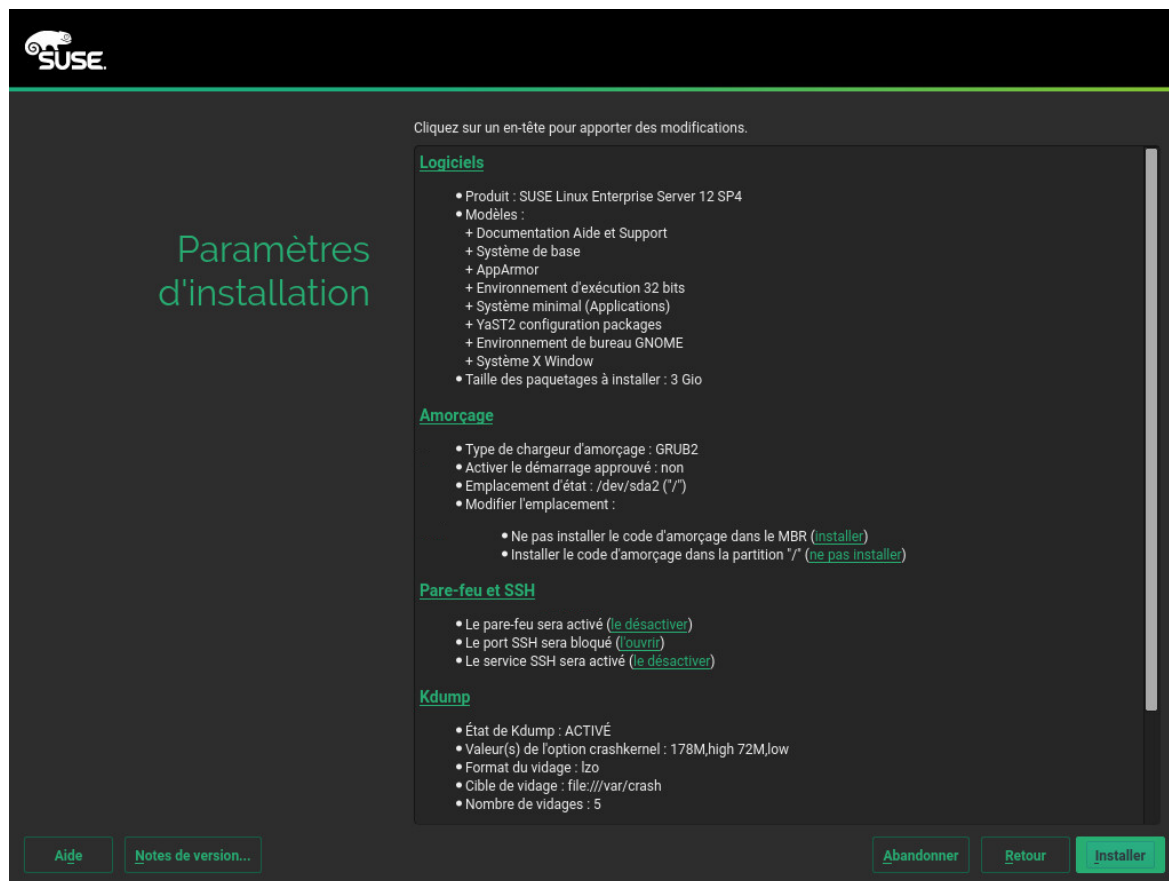 SUSE.
Cliquez sur un en-tête pour apporter des modifications.
Paramètres
d'installation
Logiciels
• Produit : SUSE Linux Enterprise Server 12 SP4
• Modèles :
+ Documentation Aide et Support
+ Système de base
+ AppArmor
+ Environnement d'exécution 32 bits
+ Système minimal (Applications)
+ YaST2 configuration packages
+ Environnement de bureau GNOME
+ Système X Window
• Taille des paquetages à installer : 3 Gio
Amorçage
• Type de chargeur d'amorçage : GRUB2
• Activer le démarrage approuvé : non
• Emplacement d'état : /dev/sda2 ("/")
• Modifier l'emplacement :
• Ne pas installer le code d'amorçage dans le MBR (installer)
• Installer le code d'amorçage dans la partition "/" (ne pas installer)
Pare-feu et SSH
• Le pare-feu sera activé (le désactiver)
• Le port SSH sera bloqué (l'ouvrir)
• Le service SSH sera activé (le désactiver)
Kdump
• État de Kdump : ACTIVÉ
• Valeur(s) de l'option crashkernel : 178M,high 72M,low
• Format du vidage : lzo
• Cible de vidage : file:///var/crash
• Nombre de vidages : 5
Aide
Notes de version...
Abandonner
Retour
Installer